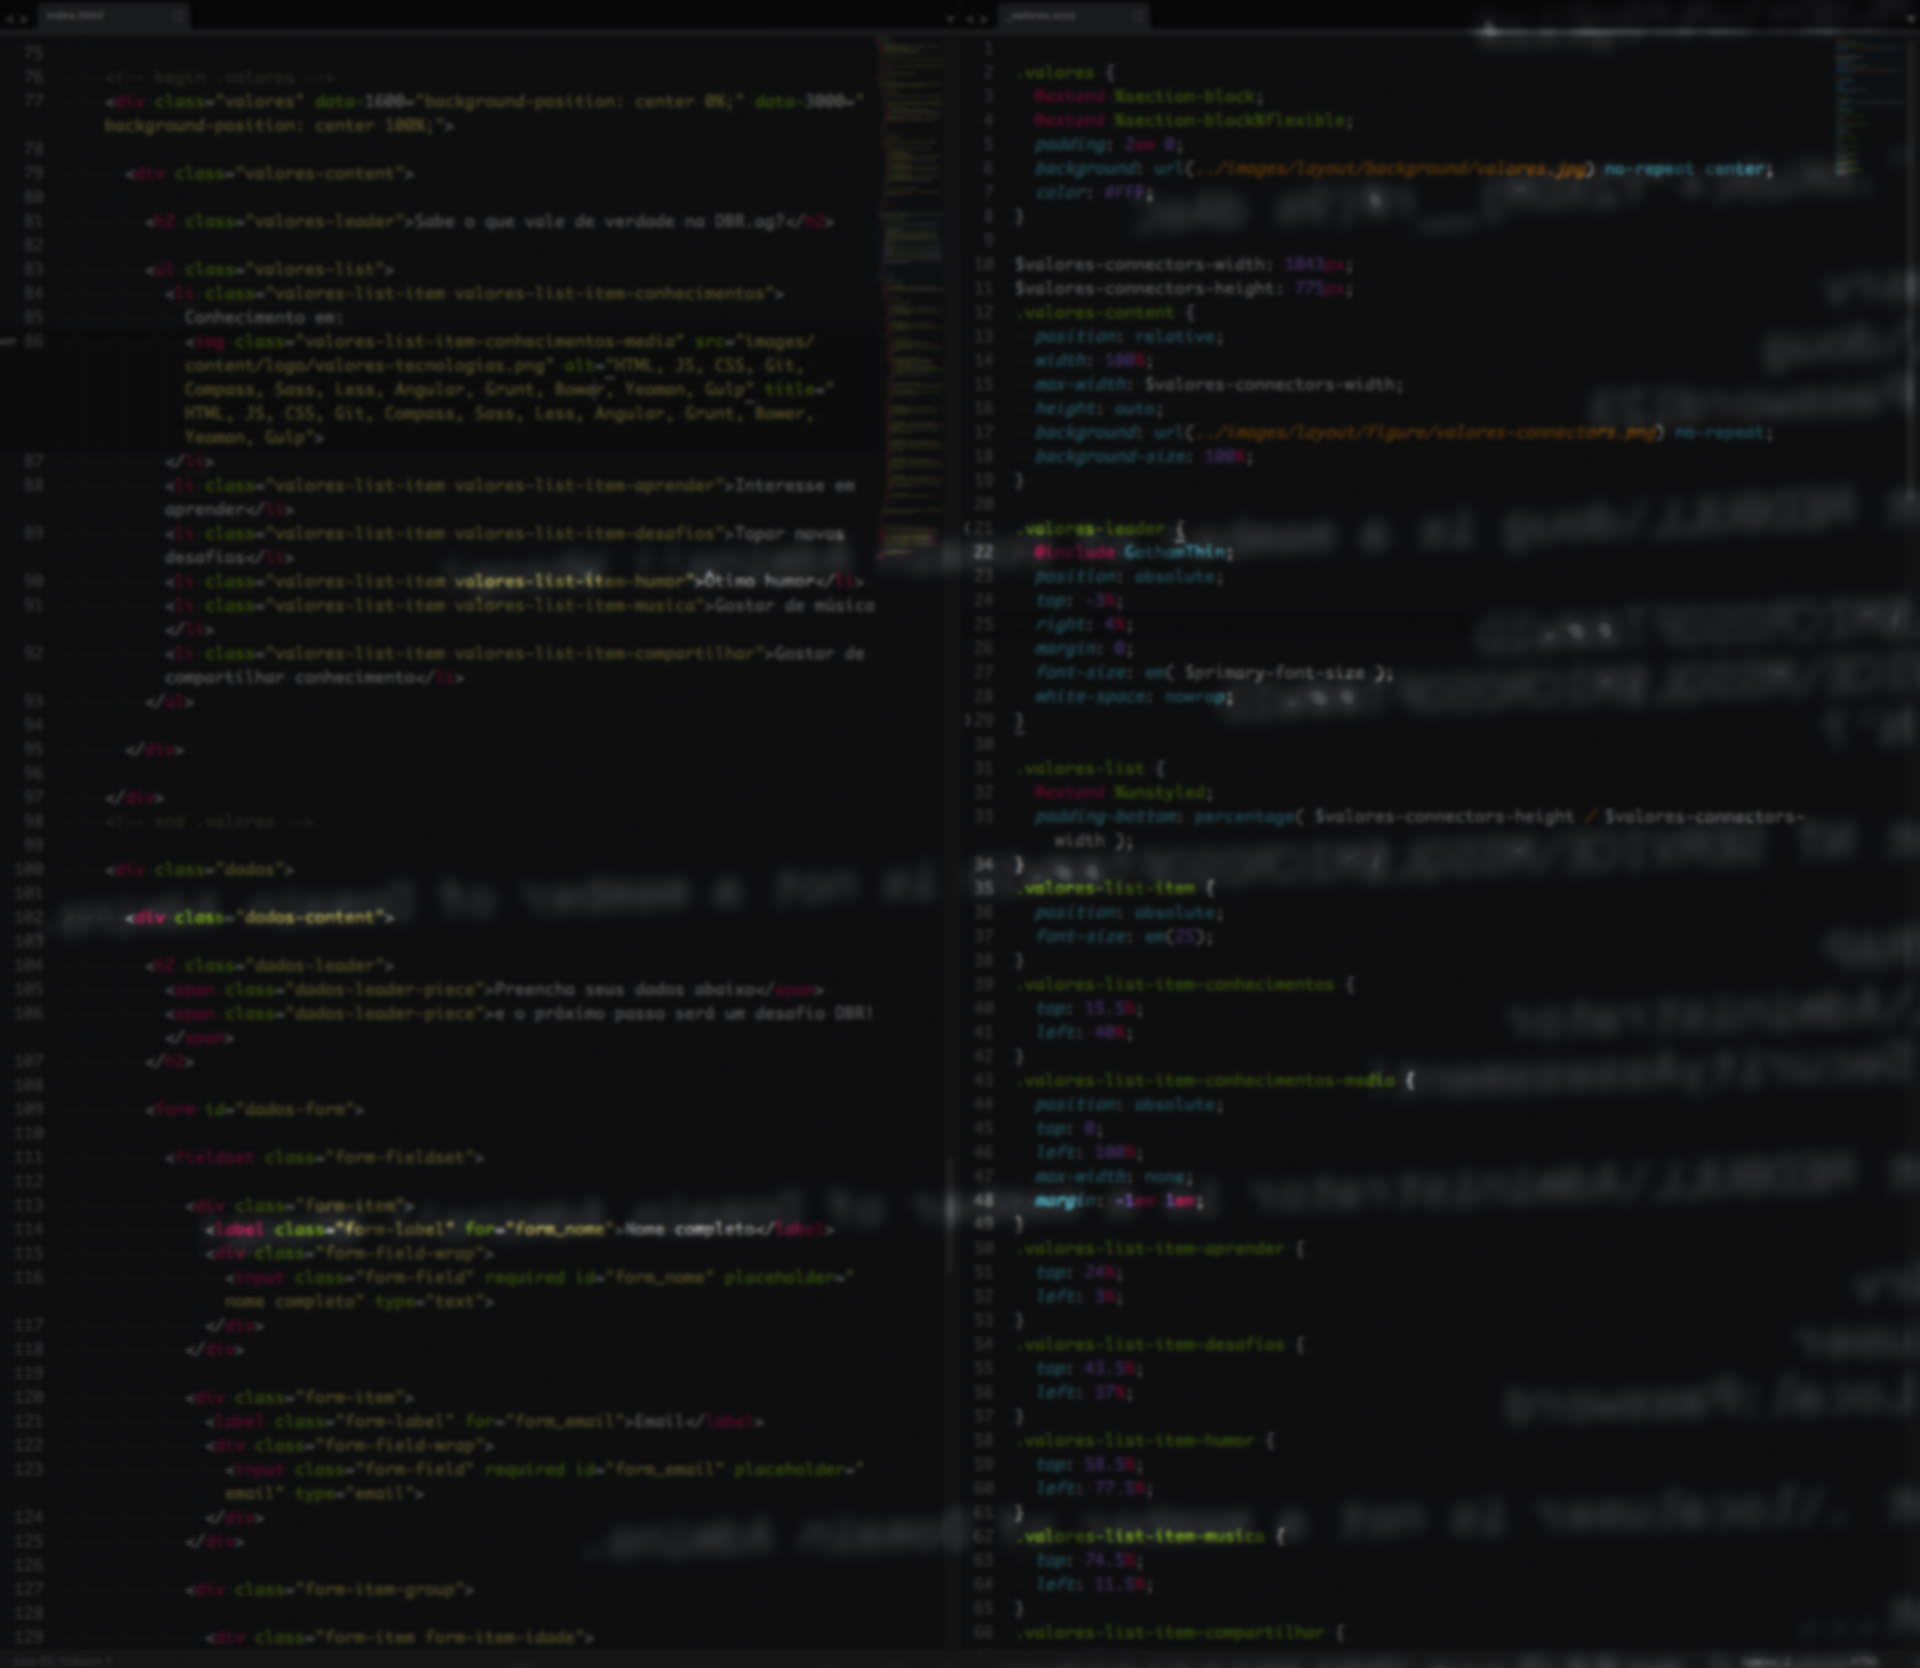 index.html
75
76 <!-- begin .valores -->
77 <div class="valores" data-1600="background-position: center 0%;" data-3000="
background-position: center 100%;">
78
79 <div class="valores-content">
80
81 <h2 class="valores-leader">Sabe o que vale de verdade na DBR.ag?</h2>
82
83 <ul class="valores-list">
84 <li class="valores-list-item valores-list-item-conhecimentos">
85 Conhecimento em:
86 <img class="valores-list-item-conhecimentos-media" src="images/
content/logo/valores-tecnologias.png" alt="HTML, JS, CSS, Git,
Compass, Sass, Less, Angular, Grunt, Bower, Yeoman, Gulp" title="
HTML, JS, CSS, Git, Compass, Sass, Less, Angular, Grunt, Bower,
Yeoman, Gulp">
87 </li>
88 <li class="valores-list-item valores-list-item-aprender">Interesse em
aprender</li>
89 <li class="valores-list-item valores-list-item-desafios">Topar novos
desafios</li>
90 <li class="valores-list-item valores-list-item-humor">Ótimo humor</li>
91 <li class="valores-list-item valores-list-item-musica">Gostar de música
</li>
92 <li class="valores-list-item valores-list-item-compartilhar">Gostar de
compartilhar conhecimento</li>
93 </ul>
94
95 </div>
96
97 </div>
98 <!-- end .valores -->
99
100 <div class="dados">
101
102 <div class="dados-content">
103
104 <h2 class="dados-leader">
105 <span class="dados-leader-piece">Preencha seus dados abaixo</span>
106 <span class="dados-leader-piece">e o próximo passo será um desafio DBR!
</span>
107 </h2>
108
109 <form id="dados-form">
110
111 <fieldset class="form-fieldset">
112
113 <div class="form-item">
114 <label class="form-label" for="form_name">Nome completo</label>
115 <div class="form-field-wrap">
116 <input class="form-field" required id="form_name" placeholder="
nome completo" type="text">
117 </div>
118 </div>
119
120 <div class="form-item">
121 <label class="form-label" for="form_email">Email</label>
122 <div class="form-field-wrap">
123 <input class="form-field" required id="form_email" placeholder="
email" type="email">
124 </div>
125 </div>
126
127 <div class="form-item-group">
128
129 <div class="form-item form-item-idade">
_valores.scss
1
2 .valores {
3 @extend %section-block;
4 @extend %section-block%flexible;
5 padding: 2em 0;
6 background: url(../images/layout/background/valores.jpg) no-repeat center;
7 color: #FFF;
8 }
9
10 $valores-connectors-width: 1043px;
11 $valores-connectors-height: 775px;
12 .valores-content {
13 position: relative;
14 width: 100%;
15 max-width: $valores-connectors-width;
16 height: auto;
17 background: url(../images/layout/figure/valores-connectors.png) no-repeat;
18 background-size: 100%;
19 }
20
21 .valores-leader {
22 @include GothamThin;
23 position: absolute;
24 top: -3%;
25 right: 4%;
26 margin: 0;
27 font-size: em( $primary-font-size );
28 white-space: nowrap;
29 }
30
31 .valores-list {
32 @extend %unstyled;
33 padding-bottom: percentage( $valores-connectors-height / $valores-connectors-
width );
34 }
35 .valores-list-item {
36 position: absolute;
37 font-size: em(25);
38 }
39 .valores-list-item-conhecimentos {
40 top: 15.5%;
41 left: 40%;
42 }
43 .valores-list-item-conhecimentos-media {
44 position: absolute;
45 top: 0;
46 left: 100%;
47 max-width: none;
48 margin: -1em 1em;
49 }
50 .valores-list-item-aprender {
51 top: 24%;
52 left: 3%;
53 }
54 .valores-list-item-desafios {
55 top: 43.5%;
56 left: 37%;
57 }
58 .valores-list-item-humor {
59 top: 58.5%;
60 left: 77.5%;
61 }
62 .valores-list-item-musica {
63 top: 74.5%;
64 left: 11.5%;
65 }
66 .valores-list-item-compartilhar {